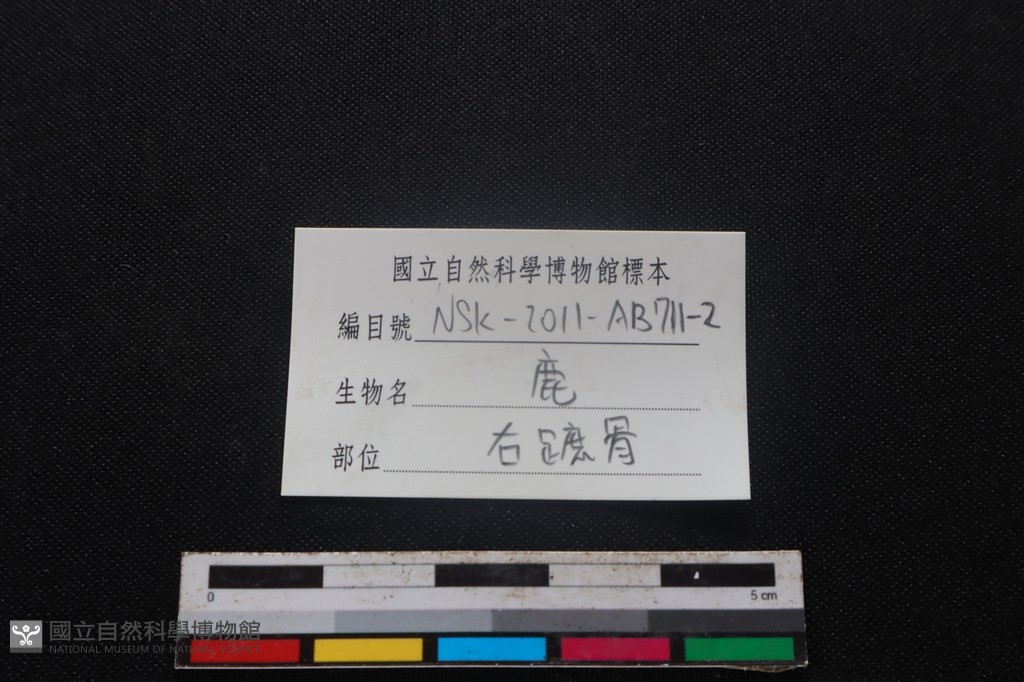 國立自然科學博物館標本
編目號 NSK-2011-AB711-2
生物名 鹿
部位 右蹠骨
0 5 cm
國立自然科學博物館
NATIONAL MUSEUM OF NATURAL SCIENCE